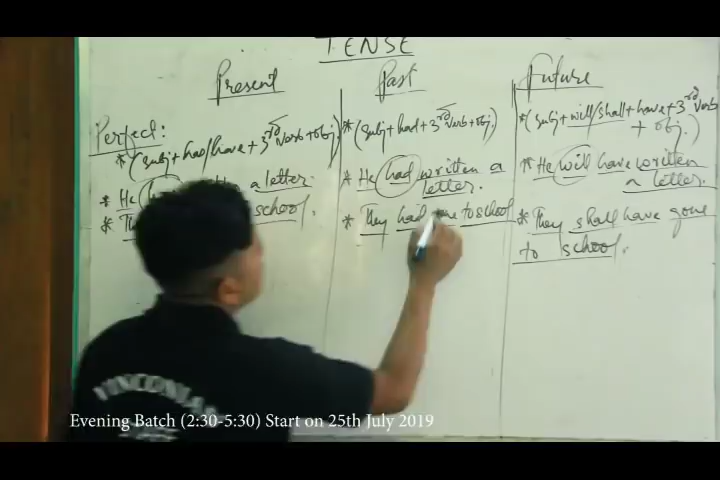 TENSE
Present Past Future
Perfect:
*(subj+has/have+3rd verb+obj)
* He a letter.
* school.
*(subj+had+3rd verb+obj.)
* He had written a
letter.
* They had to school
*(subj+will/shall+have+3rd verb
+ obj.)
* He will have written
a letter.
* They shall have gone
to school.
Evening Batch (2:30-5:30) Start on 25th July 2019